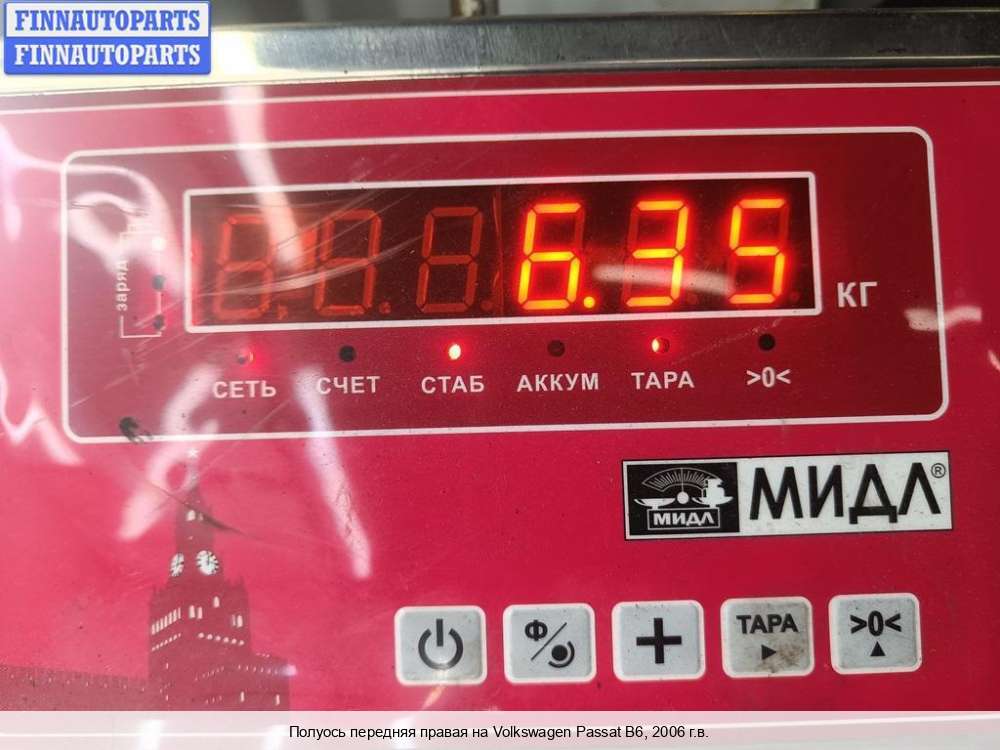 FINNAUTOPARTS
FINNAUTOPARTS
заряд
6.35
КГ
СЕТЬ СЧЕТ СТАБ АККУМ ТАРА >0<
МИДЛ
МИДЛ®
Ф ТАРА >0<
Полуось передняя правая на Volkswagen Passat B6, 2006 г.в.